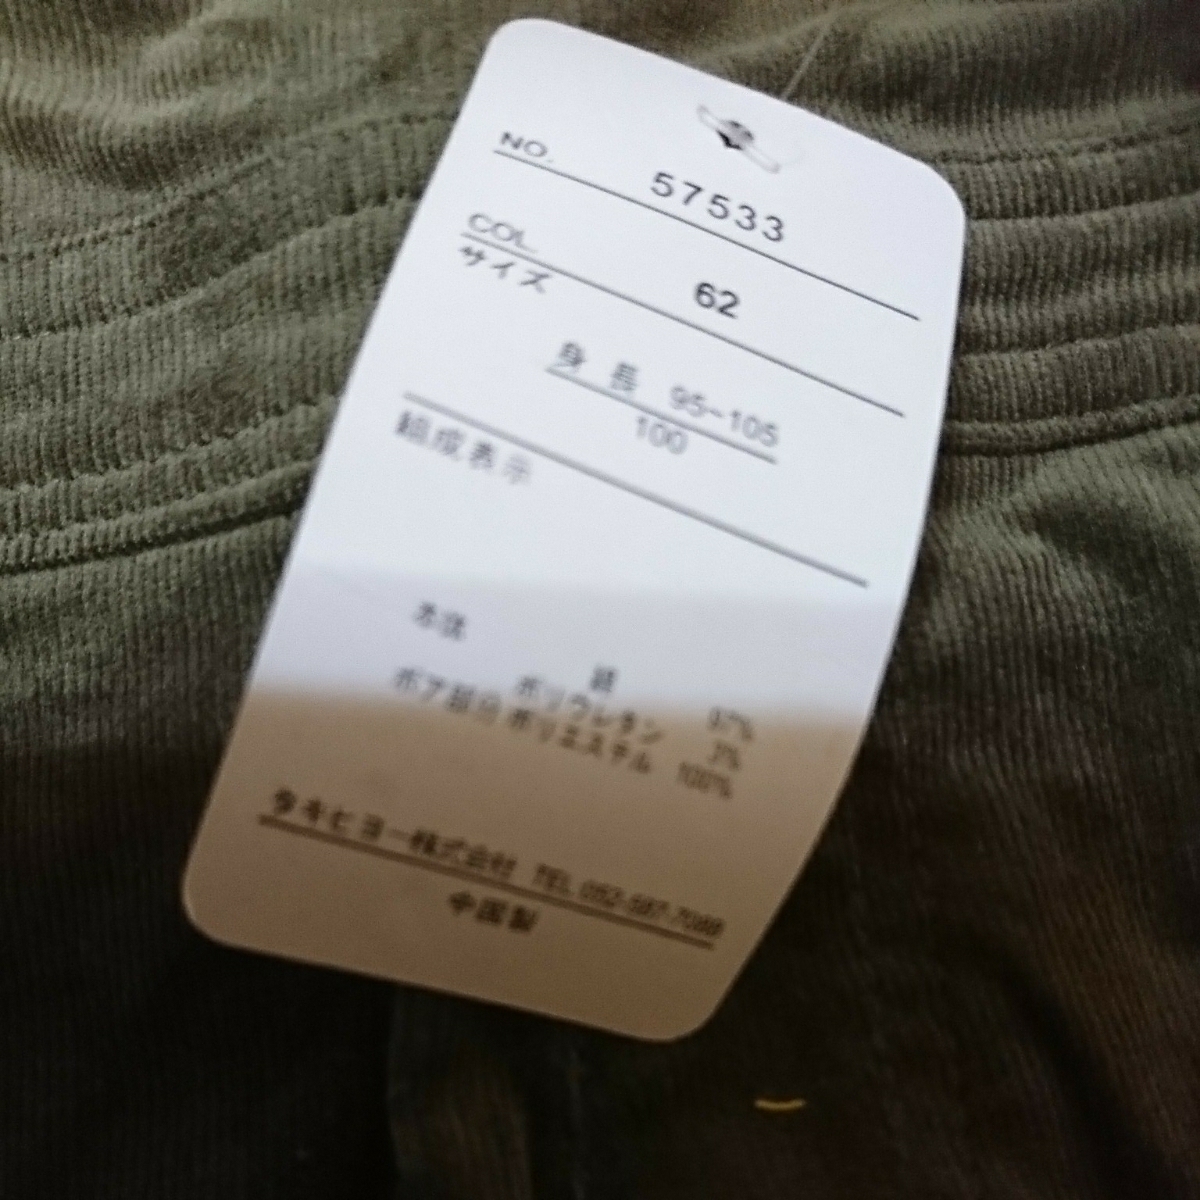 NO. 57533
COL. 62
サイズ
身長 95-105
100
組成表示
本体
綿 97%
ポリウレタン 3%
ボア部分 ポリエステル 100%
タキヒヨー株式会社 TEL 052-587-7088
中国製